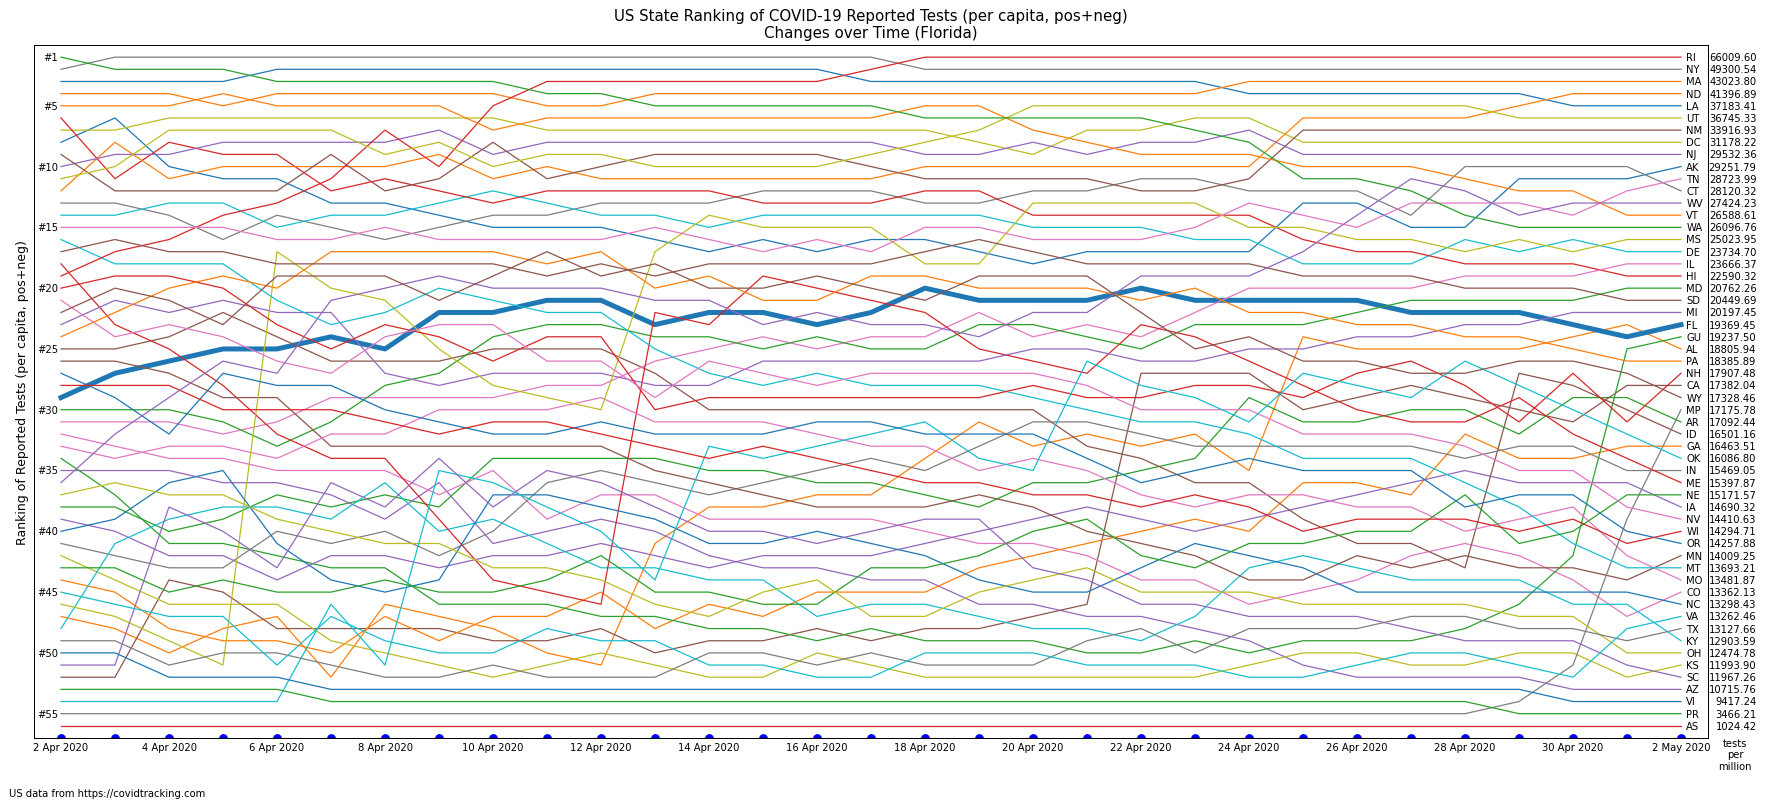 US State Ranking of COVID-19 Reported Tests (per capita, pos+neg)
Changes over Time (Florida)
Ranking of Reported Tests (per capita, pos+neg)
#1
#5
#10
#15
#20
#25
#30
#35
#40
#45
#50
#55
RI 66009.60
NY 49300.54
MA 43023.80
ND 41396.89
LA 37183.41
UT 36745.33
NM 33916.93
DC 31178.22
NJ 29532.36
AK 29251.79
TN 28723.99
CT 28120.32
WV 27424.23
VT 26588.61
WA 26096.76
MS 25023.95
DE 23734.70
IL 23666.37
HI 22590.32
MD 20762.26
SD 20449.69
MI 20197.45
FL 19369.45
GU 19237.50
AL 18805.94
PA 18385.89
NH 17907.48
CA 17382.04
WY 17328.46
MP 17175.78
AR 17092.44
ID 16501.16
GA 16463.51
OK 16086.80
IN 15469.05
ME 15397.87
NE 15171.57
IA 14690.32
NV 14410.63
WI 14294.71
OR 14257.88
MN 14009.25
MT 13693.21
MO 13481.87
CO 13362.13
NC 13298.43
VA 13262.46
TX 13127.66
KY 12903.59
OH 12474.78
KS 11993.90
SC 11967.26
AZ 10715.76
VI 9417.24
PR 3466.21
AS 1024.42
2 Apr 2020 4 Apr 2020 6 Apr 2020 8 Apr 2020 10 Apr 2020 12 Apr 2020 14 Apr 2020 16 Apr 2020 18 Apr 2020 20 Apr 2020 22 Apr 2020 24 Apr 2020 26 Apr 2020 28 Apr 2020 30 Apr 2020 2 May 2020
tests
per
million
US data from https://covidtracking.com